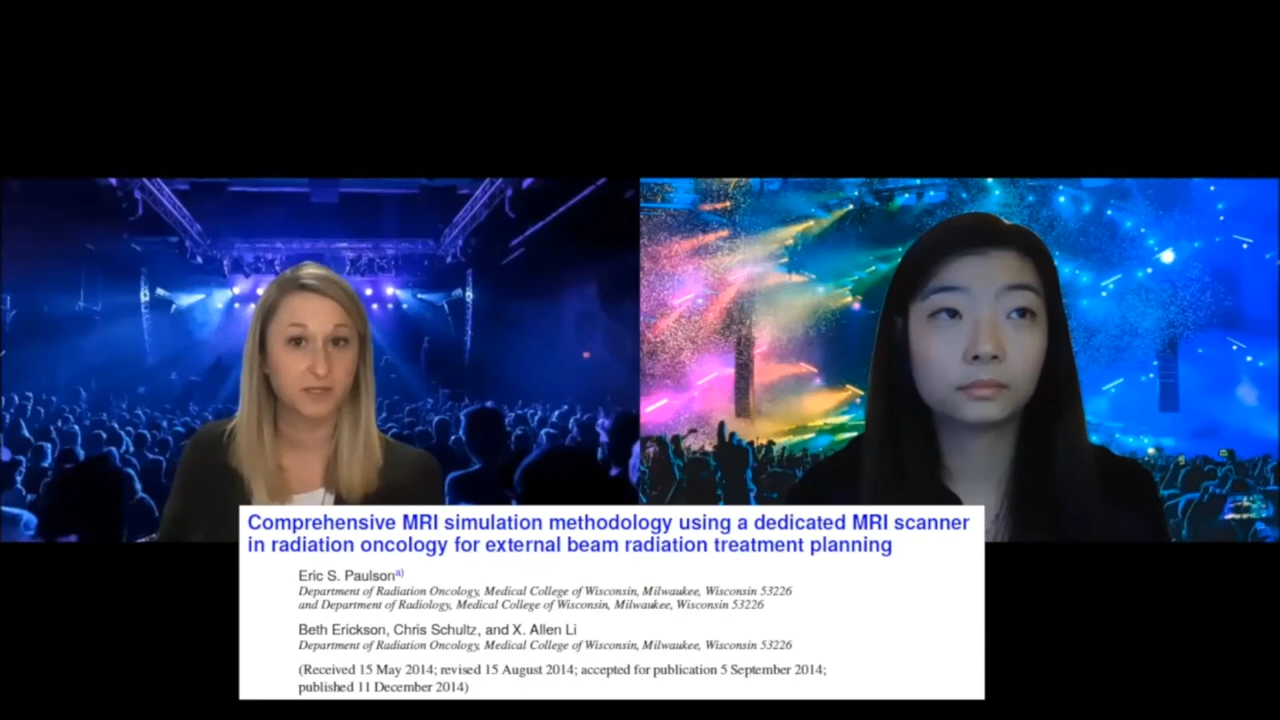 Comprehensive MRI simulation methodology using a dedicated MRI scanner
in radiation oncology for external beam radiation treatment planning
Eric S. Paulsona)
Department of Radiation Oncology, Medical College of Wisconsin, Milwaukee, Wisconsin 53226
and Department of Radiology, Medical College of Wisconsin, Milwaukee, Wisconsin 53226
Beth Erickson, Chris Schultz, and X. Allen Li
Department of Radiation Oncology, Medical College of Wisconsin, Milwaukee, Wisconsin 53226
(Received 15 May 2014; revised 15 August 2014; accepted for publication 5 September 2014;
published 11 December 2014)